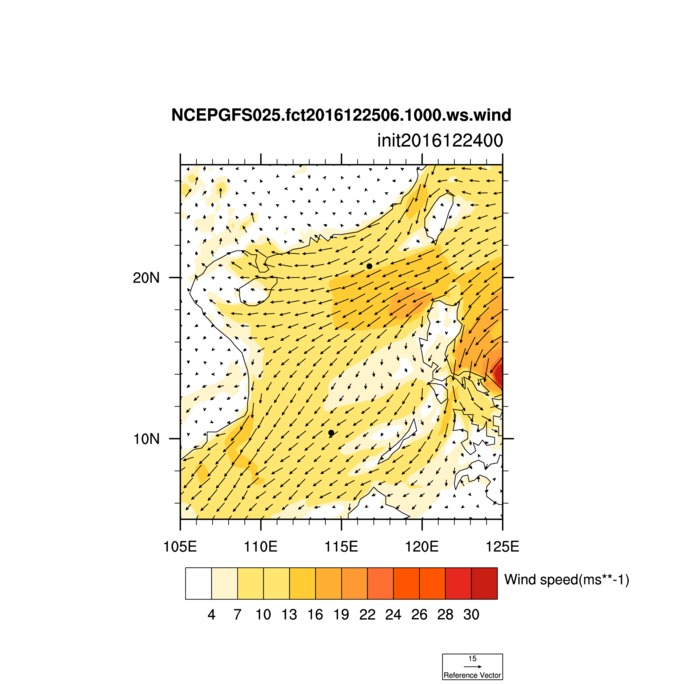 NCEPGFS025.fct2016122506.1000.ws.wind
init2016122400
20N
10N
105E 110E 115E 120E 125E
Wind speed(ms**-1)
4 7 10 13 16 19 22 24 26 28 30
15
Reference Vector